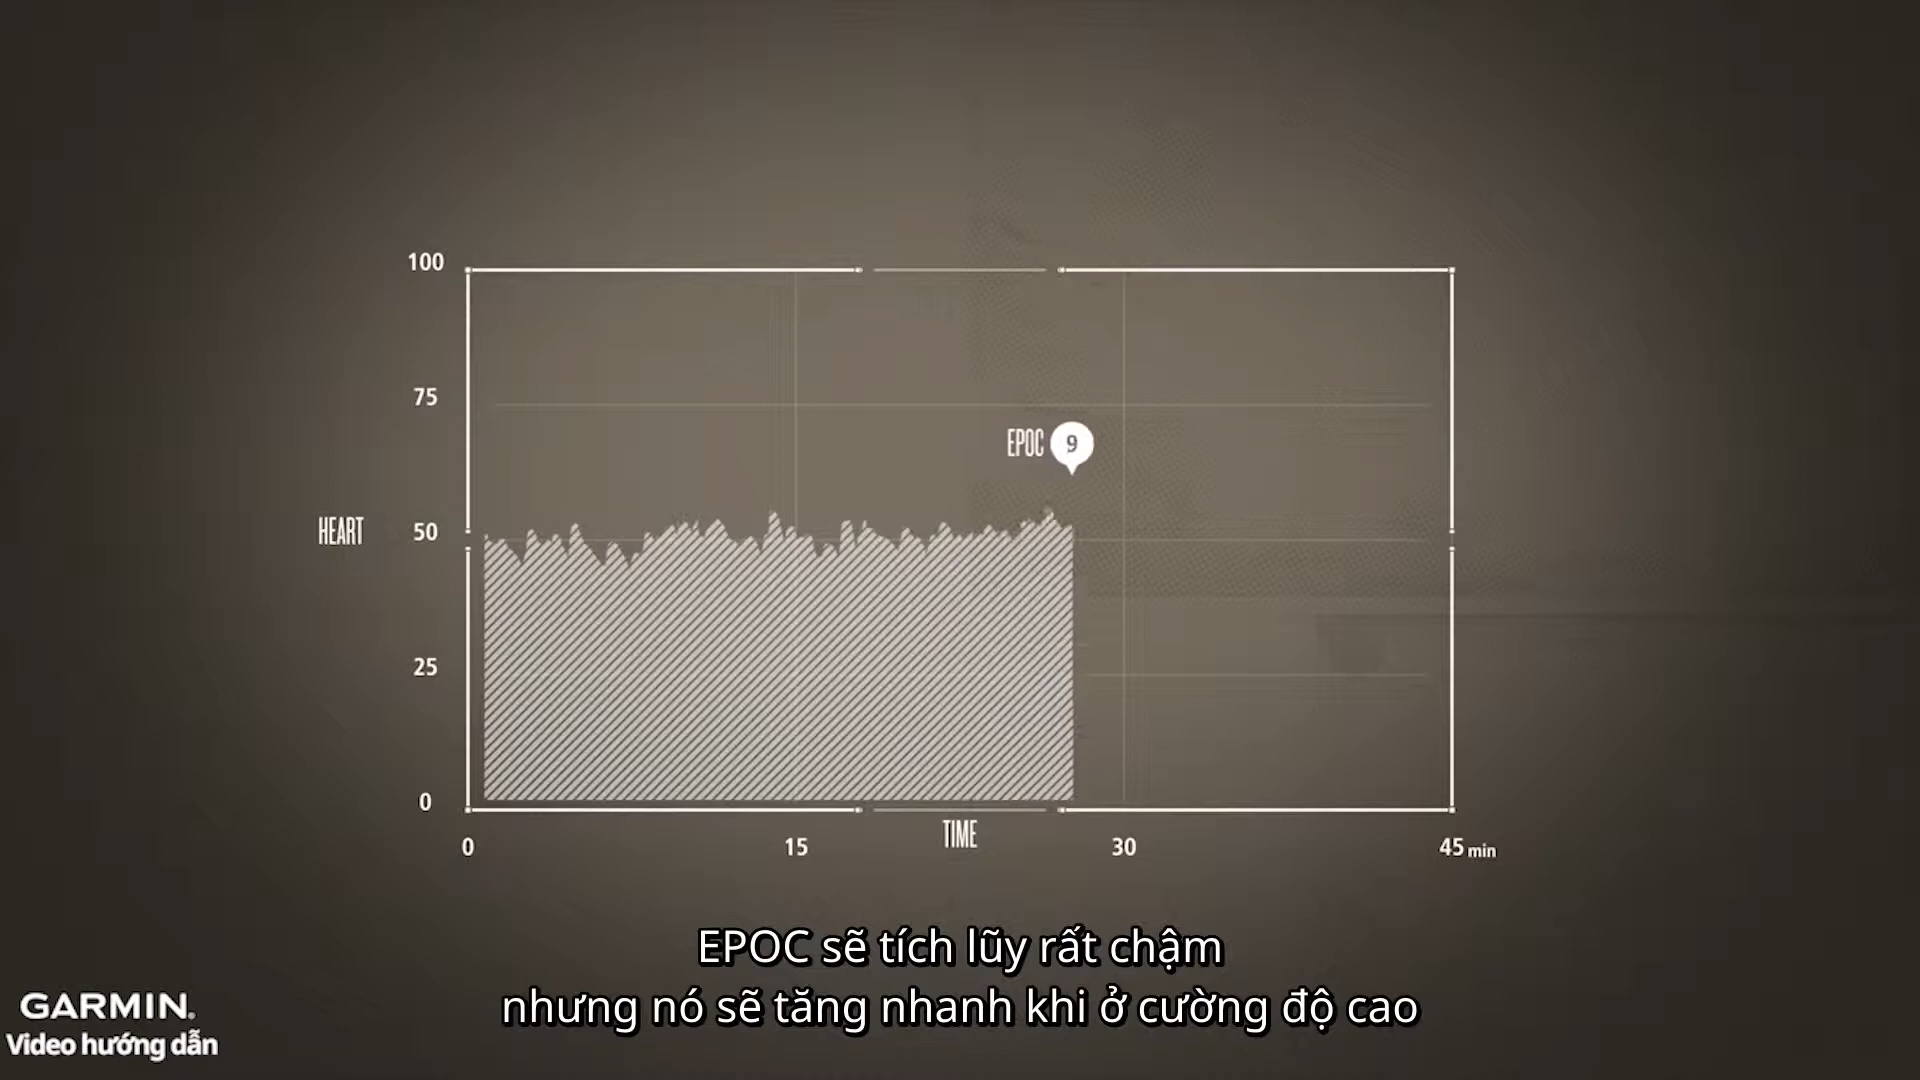 100
75
EPOC 9
HEART
50
25
0
TIME
0 15 30 45 min
EPOC sẽ tích lũy rất chậm
nhưng nó sẽ tăng nhanh khi ở cường độ cao
GARMIN.
Video hướng dẫn